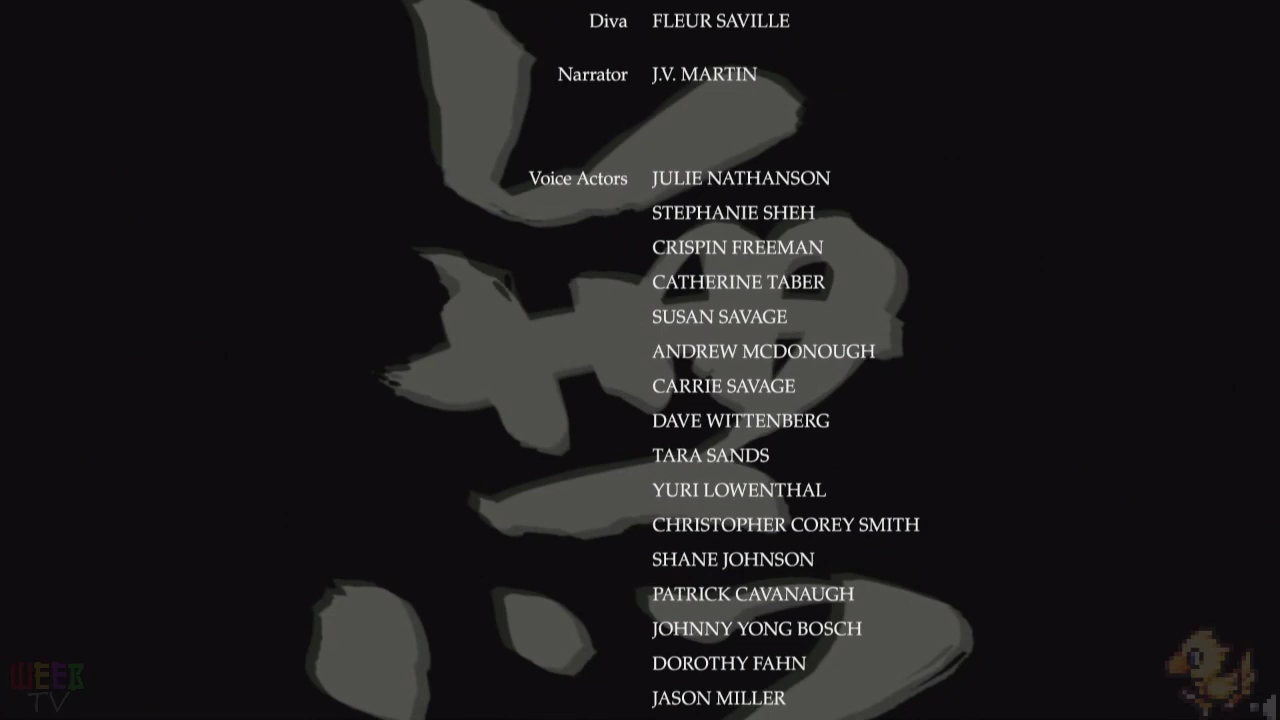 Diva FLEUR SAVILLE
Narrator J.V. MARTIN
Voice Actors JULIE NATHANSON
STEPHANIE SHEH
CRISPIN FREEMAN
CATHERINE TABER
SUSAN SAVAGE
ANDREW MCDONOUGH
CARRIE SAVAGE
DAVE WITTENBERG
TARA SANDS
YURI LOWENTHAL
CHRISTOPHER COREY SMITH
SHANE JOHNSON
PATRICK CAVANAUGH
JOHNNY YONG BOSCH
DOROTHY FAHN
JASON MILLER
WEEB
TV